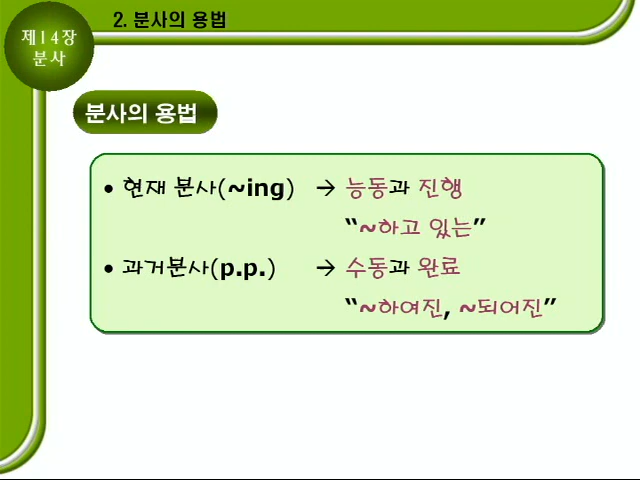 제14장
분사
2. 분사의 용법
분사의 용법
• 현재 분사(~ing) → 능동과 진행
“~하고 있는”
• 과거분사(p.p.) → 수동과 완료
“~하여진, ~되어진”